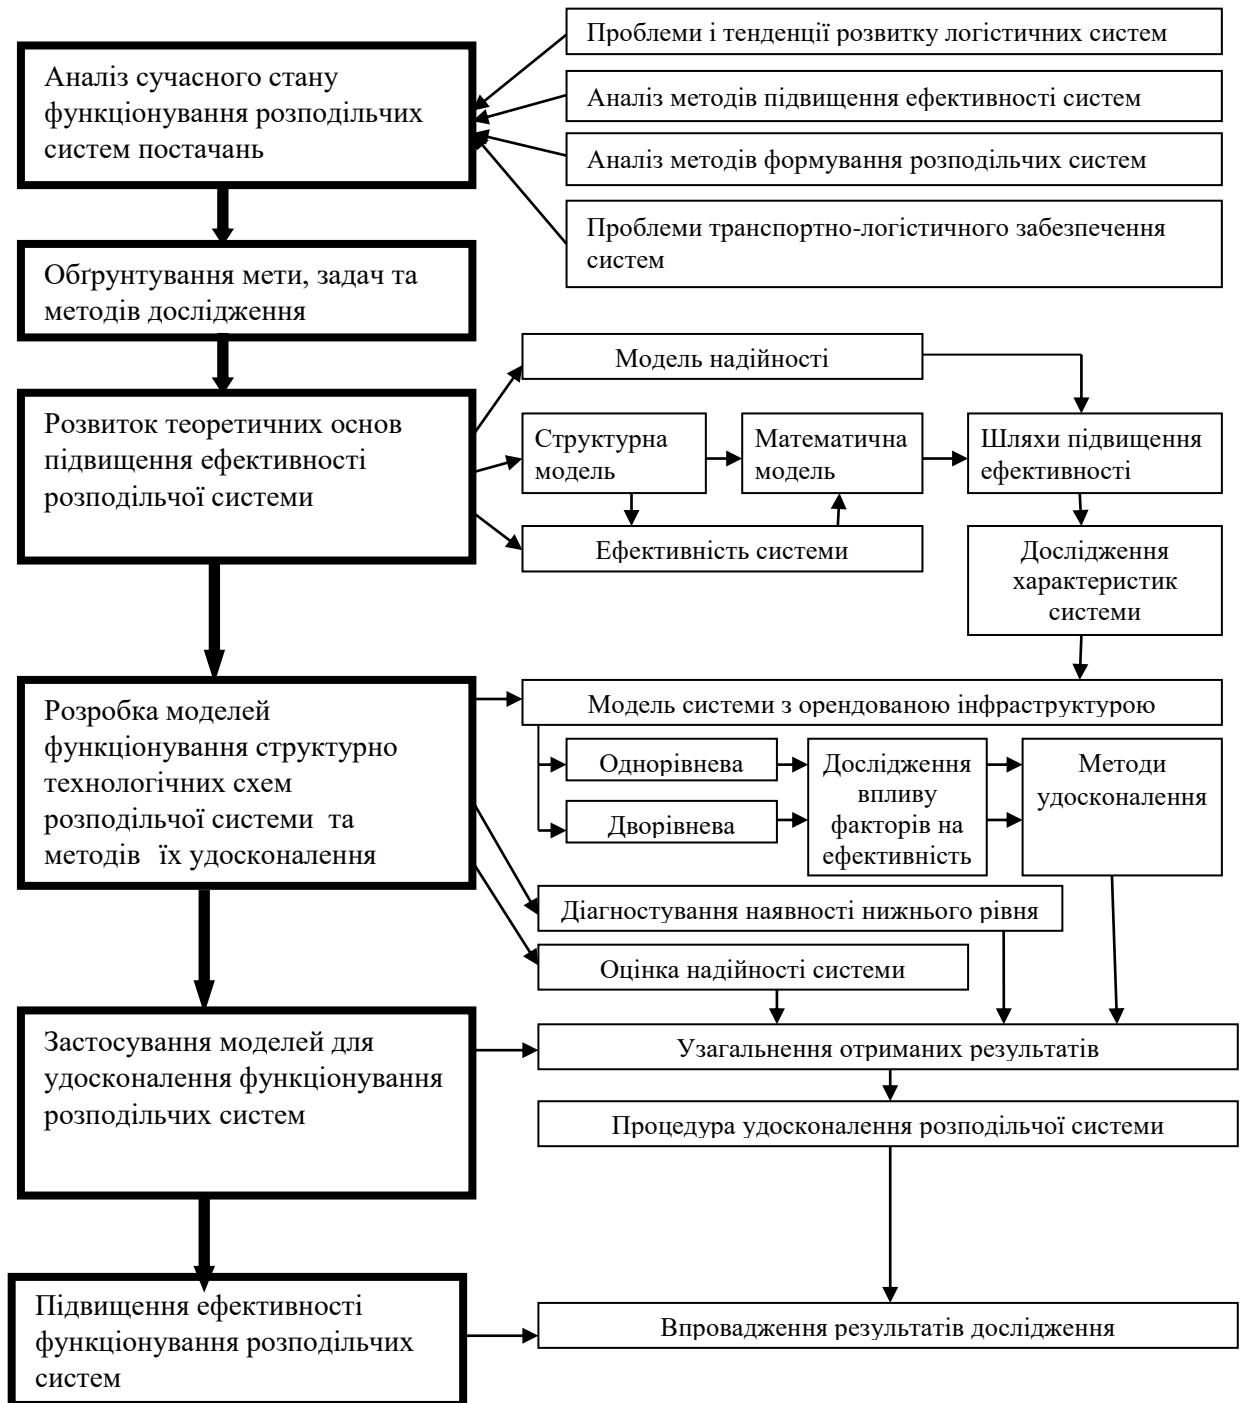 Проблеми і тенденції розвитку логістичних систем
Аналіз сучасного стану
функціонування розподільчих
систем постачань
Аналіз методів підвищення ефективності систем
Аналіз методів формування розподільчих систем
Проблеми транспортно-логістичного забезпечення
систем
Обґрунтування мети, задач та
методів дослідження
Модель надійності
Розвиток теоретичних основ
підвищення ефективності
розподільчої системи
Структурна
модель
Математична
модель
Шляхи підвищення
ефективності
Ефективність системи
Дослідження
характеристик
системи
Розробка моделей
функціонування структурно
технологічних схем
розподільчої системи та
методів їх удосконалення
Модель системи з орендованою інфраструктурою
Однорівнева
Дворівнева
Дослідження
впливу
факторів на
ефективність
Методи
удосконалення
Діагностування наявності нижнього рівня
Оцінка надійності системи
Застосування моделей для
удосконалення функціонування
розподільчих систем
Узагальнення отриманих результатів
Процедура удосконалення розподільчої системи
Підвищення ефективності
функціонування розподільчих
систем
Впровадження результатів дослідження